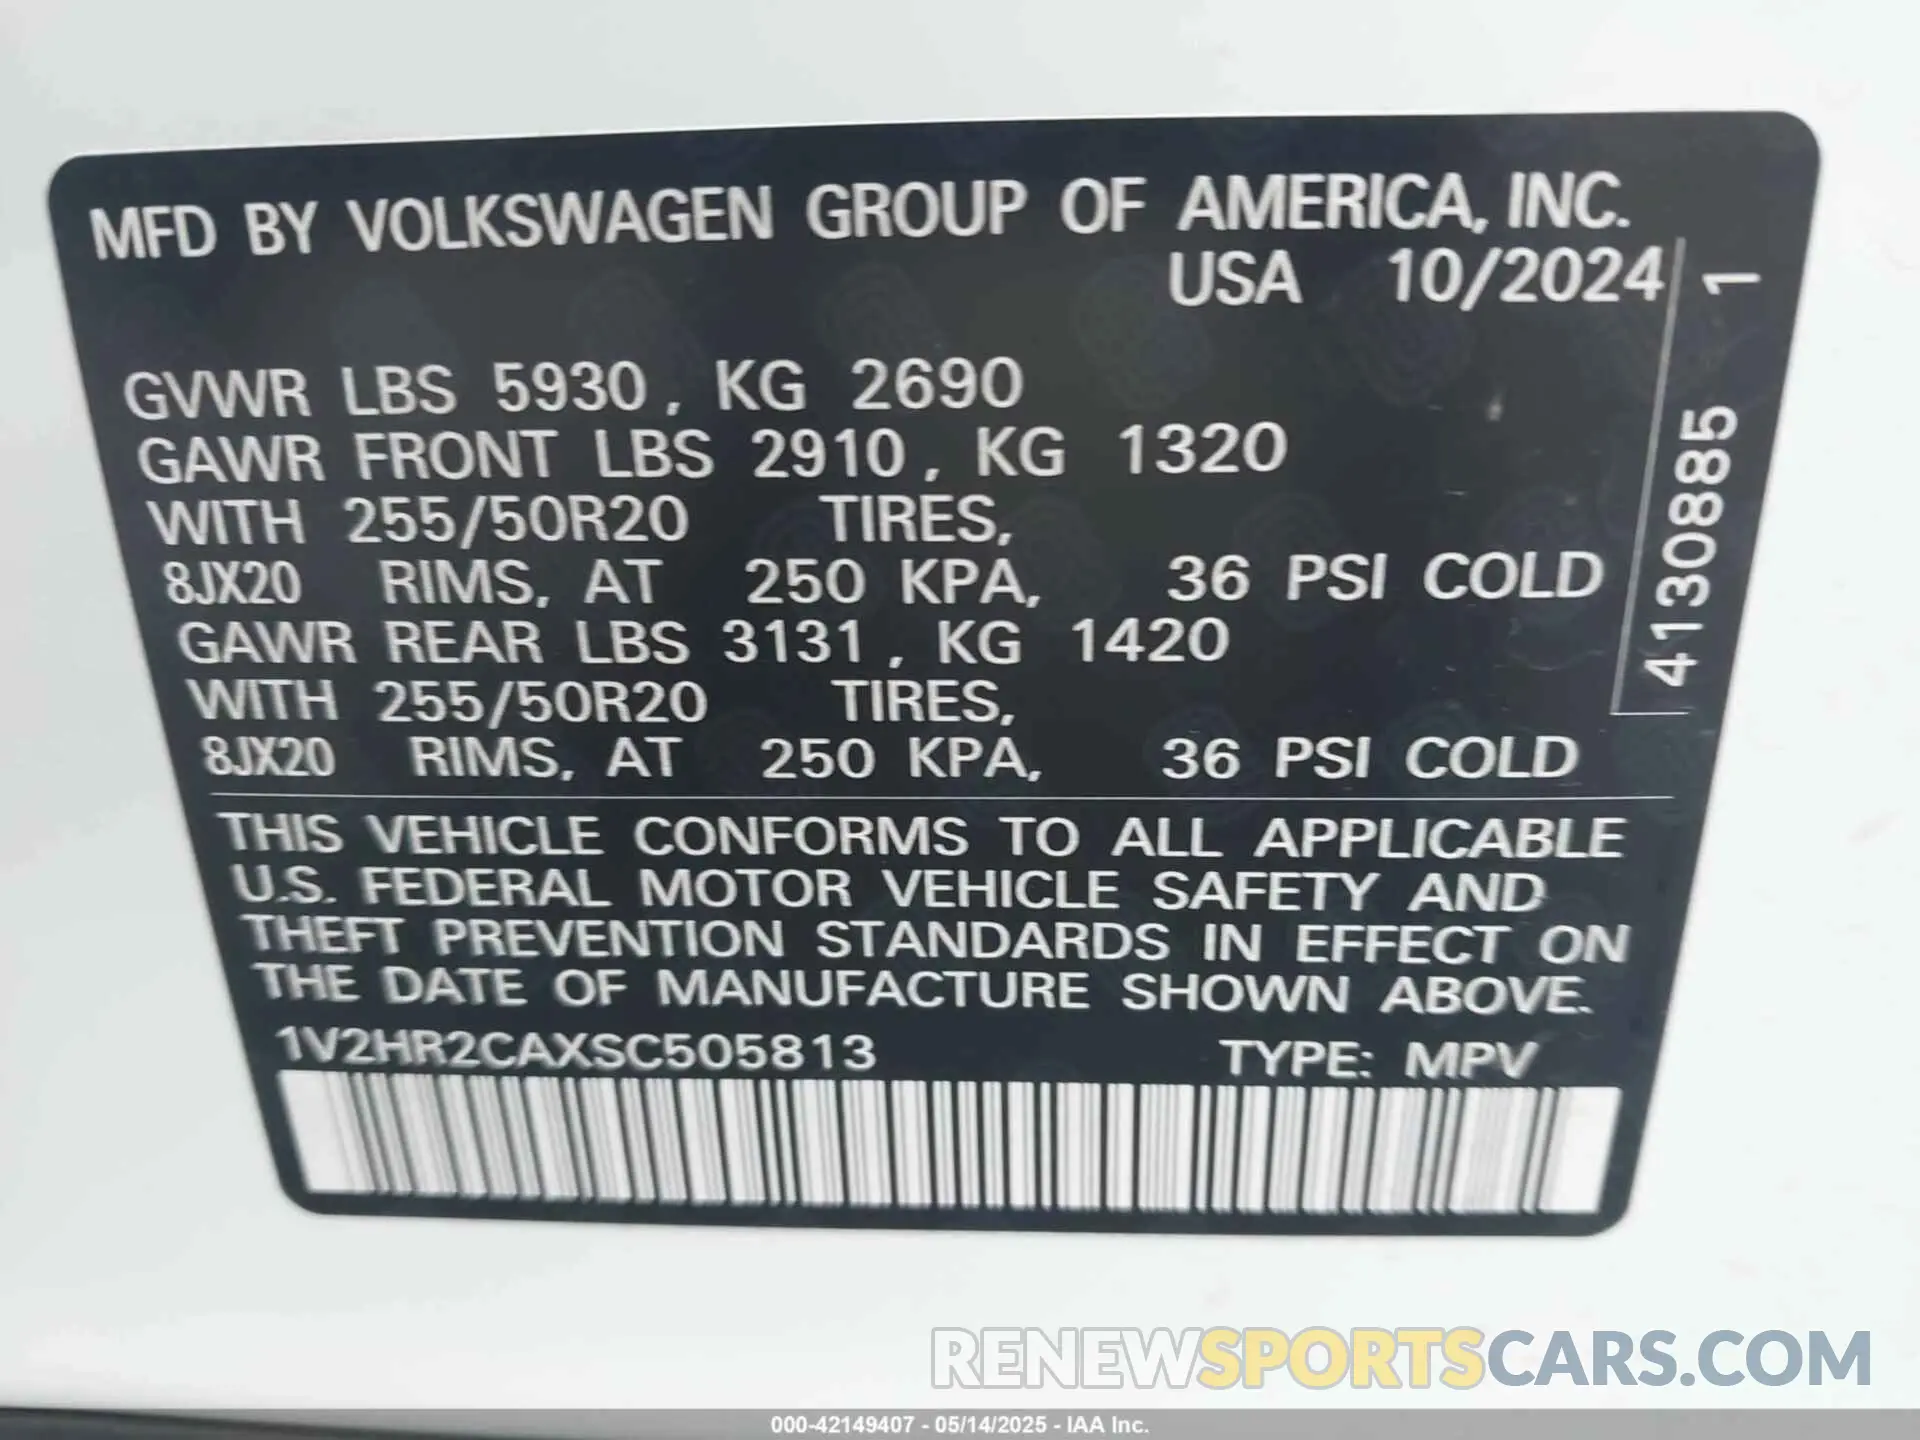 MFD BY VOLKSWAGEN GROUP OF AMERICA, INC.
USA 10/2024
GVWR LBS 5930, KG 2690
GAWR FRONT LBS 2910, KG 1320
WITH 255/50R20 TIRES,
8JX20 RIMS, AT 250 KPA, 36 PSI COLD
GAWR REAR LBS 3131, KG 1420
WITH 255/50R20 TIRES,
8JX20 RIMS, AT 250 KPA, 36 PSI COLD
4130885 1
THIS VEHICLE CONFORMS TO ALL APPLICABLE
U.S. FEDERAL MOTOR VEHICLE SAFETY AND
THEFT PREVENTION STANDARDS IN EFFECT ON
THE DATE OF MANUFACTURE SHOWN ABOVE.
1V2HR2CAXSC505813 TYPE: MPV
RENEWSPORTSCARS.COM
000-42149407 - 05/14/2025 - IAA Inc.